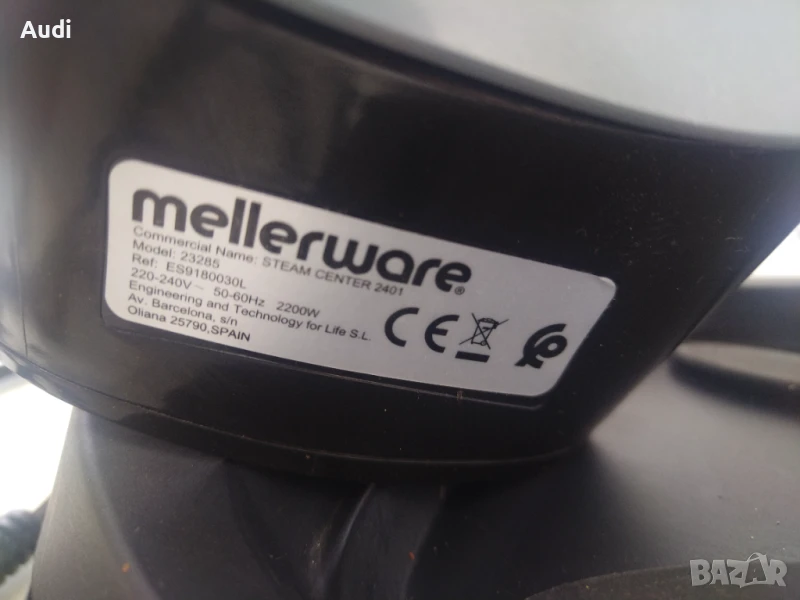 Audi
mellerware®
Commercial Name: STEAM CENTER 2401
Model: 23285
Ref: ES9180030L
220-240V ~ 50-60Hz 2200W
Engineering and Technology for Life S.L.
Av. Barcelona, s/n
Oliana 25790, SPAIN
CE
BAZAR